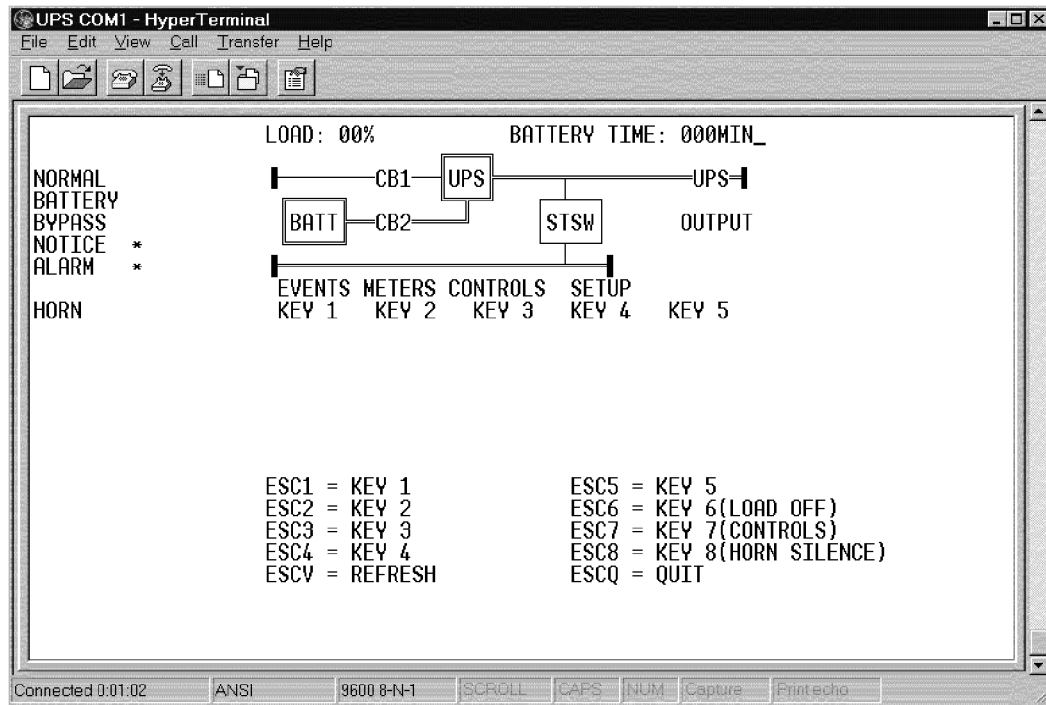 UPS COM1 - HyperTerminal
File Edit View Call Transfer Help
LOAD: 00% BATTERY TIME: 000MIN_
NORMAL CB1 UPS UPS
BATTERY
BYPASS BATT CB2 STSW OUTPUT
NOTICE *
ALARM *
EVENTS METERS CONTROLS SETUP
HORN KEY 1 KEY 2 KEY 3 KEY 4 KEY 5
ESC1 = KEY 1 ESC5 = KEY 5
ESC2 = KEY 2 ESC6 = KEY 6(LOAD OFF)
ESC3 = KEY 3 ESC7 = KEY 7(CONTROLS)
ESC4 = KEY 4 ESC8 = KEY 8(HORN SILENCE)
ESCV = REFRESH ESCQ = QUIT
Connected 0:01:02 ANSI 9600 8-N-1 SCROLL CAPS NUM Capture Print echo